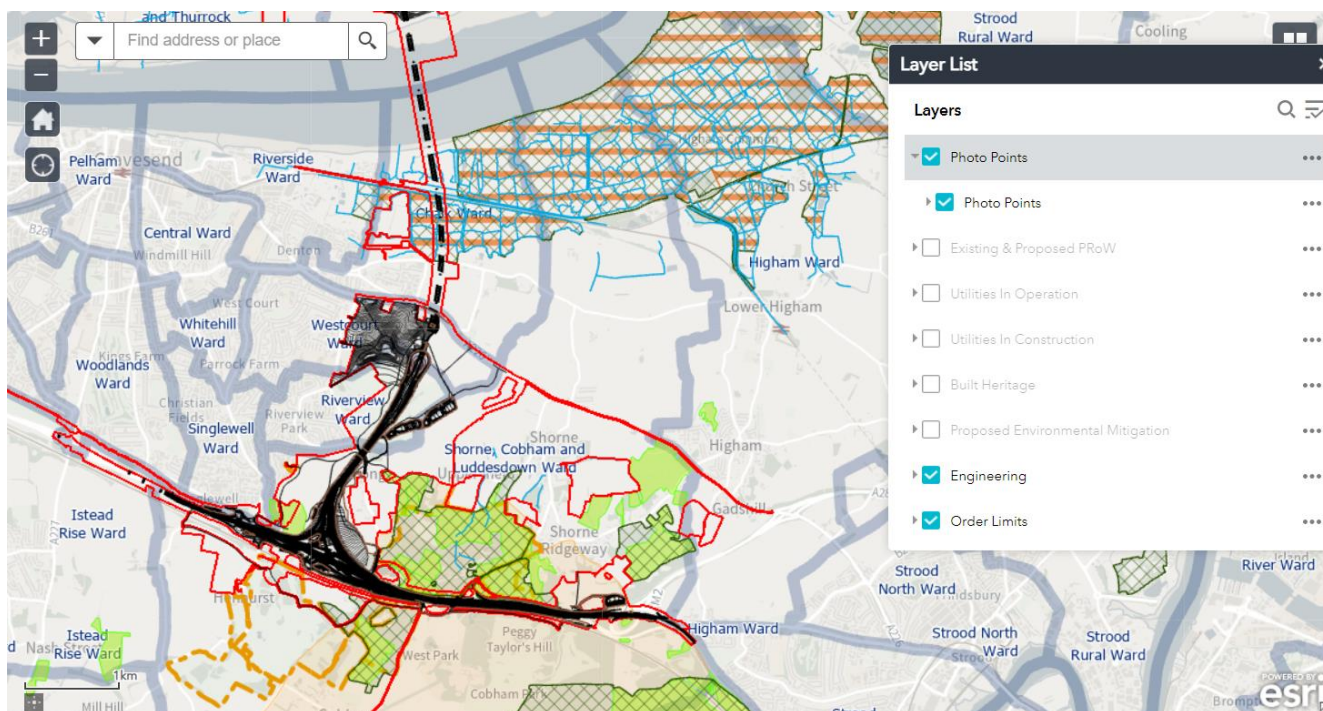 and Thurrock
Find address or place
Strood
Rural Ward
Cooling
Layer List
Layers
Photo Points
Photo Points
Existing & Proposed PRoW
Utilities In Operation
Utilities In Construction
Built Heritage
Proposed Environmental Mitigation
Engineering
Order Limits
Pelham
Ward
Riverside
Ward
Chalk Ward
Church Street
Central Ward
Windmill Hill
Denton
Higham Ward
West Court
Lower Higham
Whitehill
Ward
Westcourt
Ward
Kings Farm
Woodlands
Ward
Parrock Farm
Christian
Fields
Riverview
Ward
Riverview
Park
Singlewell
Ward
Shorne
Higham
Shorne, Cobham and
Luddesdown Ward
Istead
Rise Ward
Shorne
Ridgeway
Gadshill
M2
Strood
North Ward
River Ward
Higham Ward
Strood North
Ward
Strood
Rural Ward
Istead
Rise Ward
Peggy
Taylor's Hill
West Park
1km
Mill Hill
Cobham Park
POWERED BY
esri